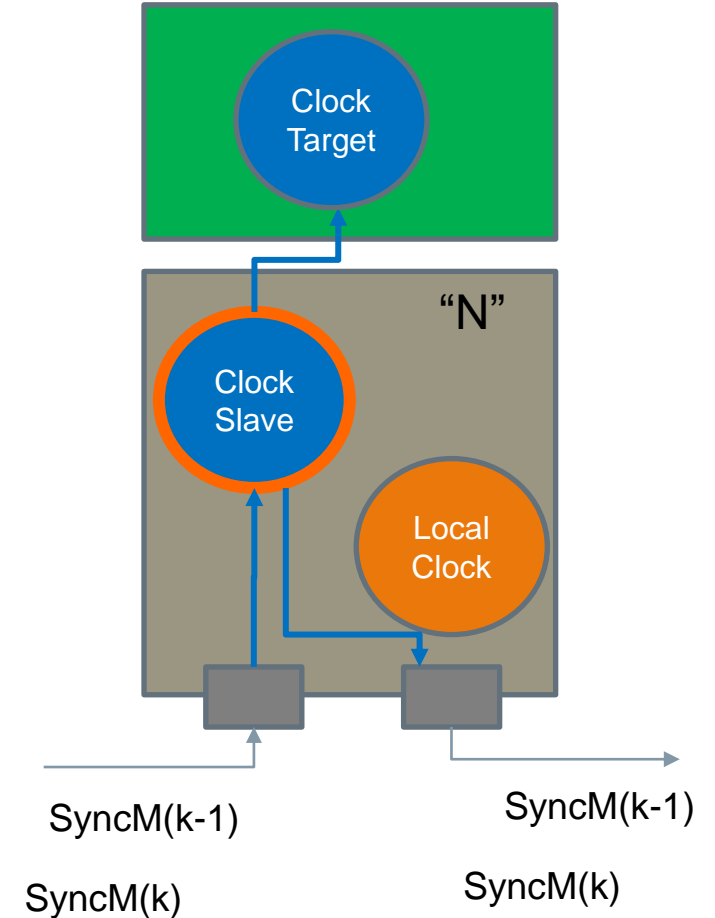 Clock
Target
“N”
Clock
Slave
Local
Clock
SyncM(k-1)
SyncM(k-1)
SyncM(k)
SyncM(k)